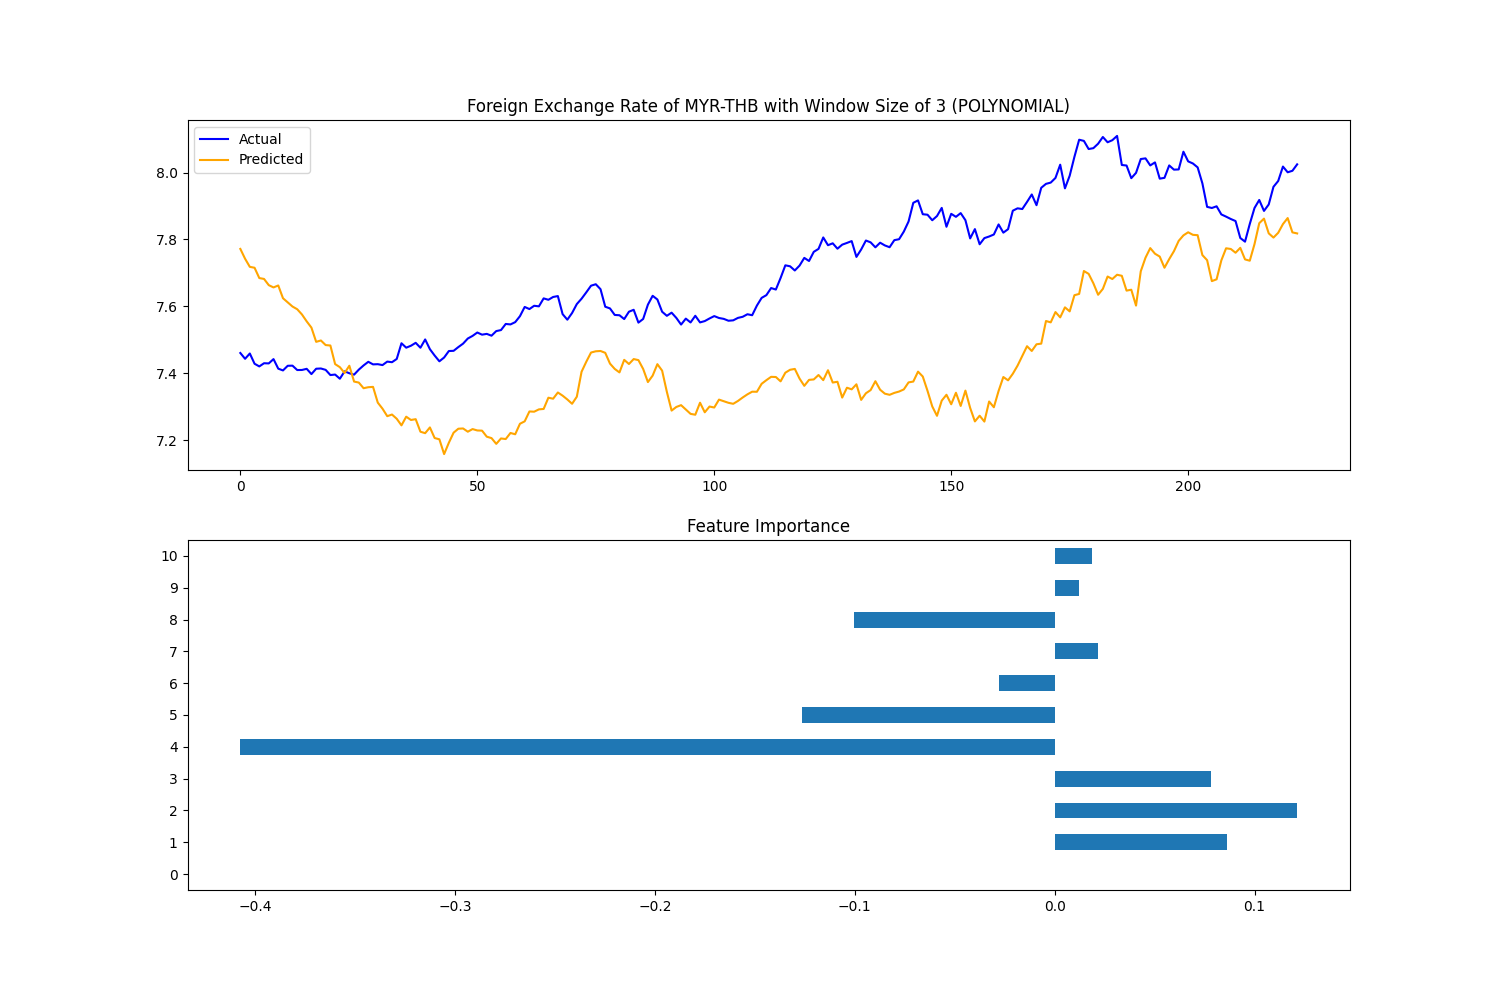 Foreign Exchange Rate of MYR-THB with Window Size of 3 (POLYNOMIAL)
Actual
Predicted
8.0
7.8
7.6
7.4
7.2
0 50 100 150 200
Feature Importance
10
9
8
7
6
5
4
3
2
1
0
−0.4 −0.3 −0.2 −0.1 0.0 0.1